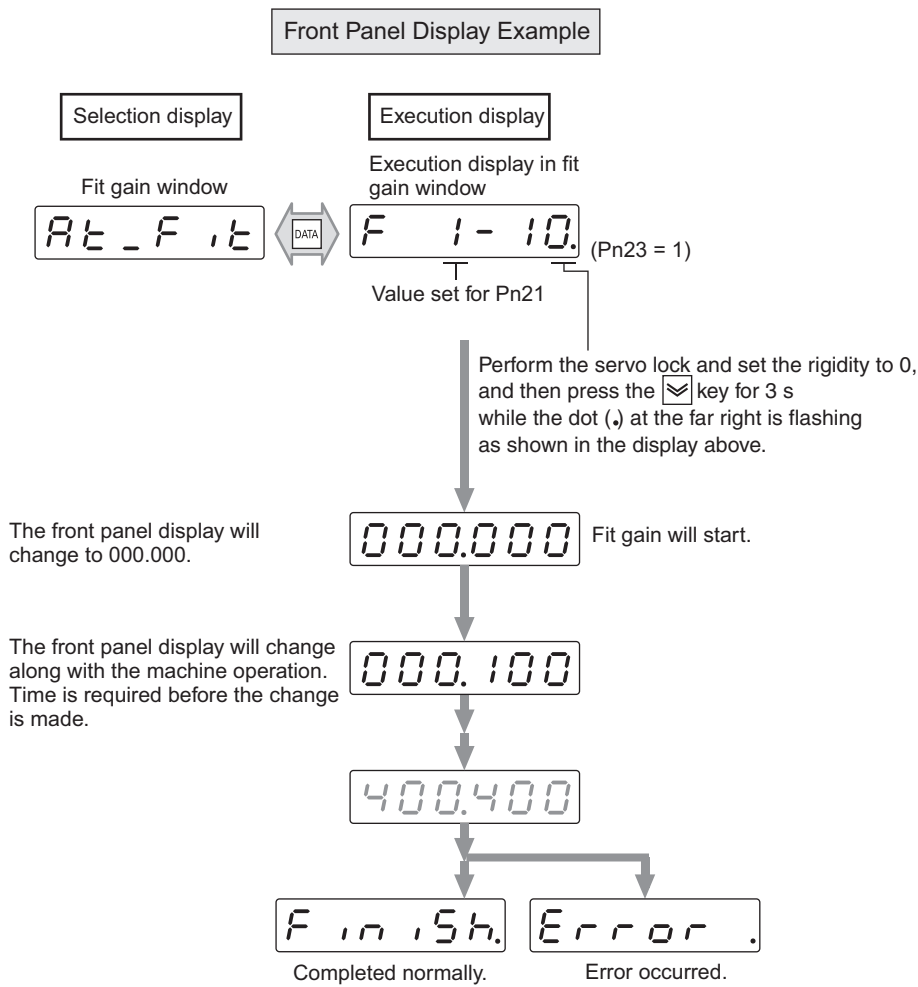 Front Panel Display Example
Selection display
Execution display
Fit gain window
Execution display in fit
gain window
At_Fit
DATA
F 1-10.
(Pn23 = 1)
Value set for Pn21
Perform the servo lock and set the rigidity to 0,
and then press the key for 3 s
while the dot (.) at the far right is flashing
as shown in the display above.
The front panel display will
change to 000.000.
000.000
Fit gain will start.
The front panel display will change
along with the machine operation.
Time is required before the change
is made.
000.100
400.400
FiniSh.
Error .
Completed normally.
Error occurred.